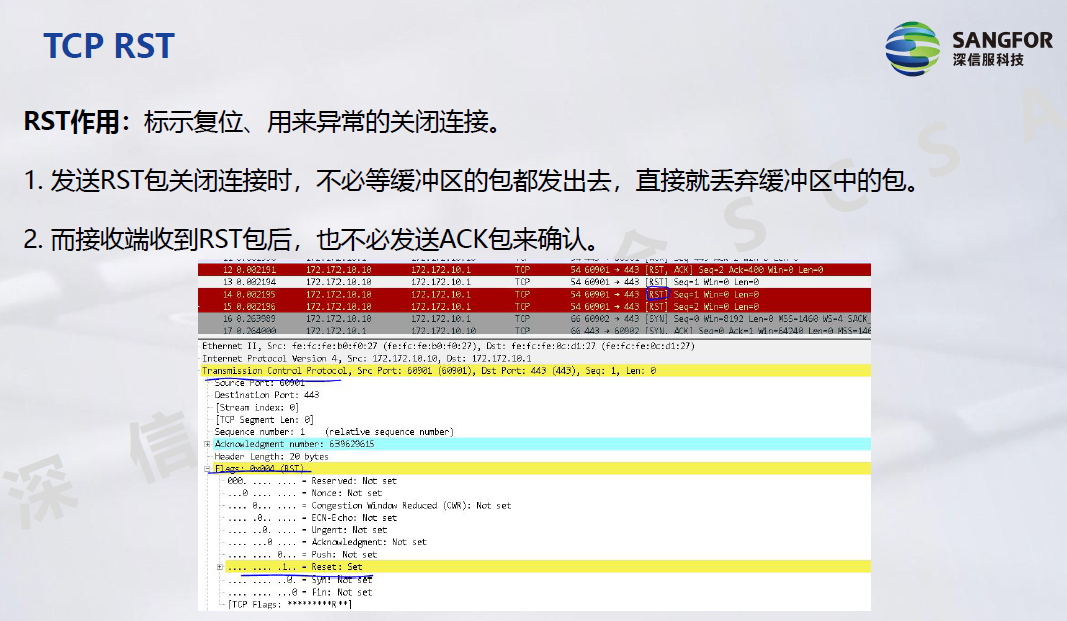 TCP RST
SANGFOR
深信服科技
RST作用：标示复位、用来异常的关闭连接。
1. 发送RST包关闭连接时，不必等缓冲区的包都发出去，直接就丢弃缓冲区中的包。
2. 而接收端收到RST包后，也不必发送ACK包来确认。
12 0.002191 172.172.10.10 172.172.10.1 TCP 54 60901 → 443 [RST, ACK] Seq=2 Ack=400 Win=0 Len=0
13 0.002194 172.172.10.10 172.172.10.1 TCP 54 60901 → 443 [RST] Seq=1 Win=0 Len=0
14 0.002195 172.172.10.10 172.172.10.1 TCP 54 60901 → 443 [RST] Seq=1 Win=0 Len=0
15 0.002196 172.172.10.10 172.172.10.1 TCP 54 60901 → 443 [RST] Seq=2 Win=0 Len=0
16 0.263989 172.172.10.10 172.172.10.1 TCP 66 60902 → 443 [SYN] Seq=0 Win=8192 Len=0 MSS=1460 WS=4 SACK
17 0.264000 172.172.10.1 172.172.10.10 TCP 66 443 → 60902 [SYN, ACK] Seq=0 Ack=1 Win=64240 Len=0 MSS=146
Ethernet II, Src: fe:fc:fe:b0:f0:27 (fe:fc:fe:b0:f0:27), Dst: fe:fc:fe:0c:d1:27 (fe:fc:fe:0c:d1:27)
Internet Protocol Version 4, Src: 172.172.10.10, Dst: 172.172.10.1
Transmission Control Protocol, Src Port: 60901 (60901), Dst Port: 443 (443), Seq: 1, Len: 0
Source Port: 60901
Destination Port: 443
[Stream index: 0]
[TCP Segment Len: 0]
Sequence number: 1 (relative sequence number)
Acknowledgment number: 639629615
Header Length: 20 bytes
Flags: 0x004 (RST)
000. .... .... = Reserved: Not set
...0 .... .... = Nonce: Not set
.... 0... .... = Congestion Window Reduced (CWR): Not set
.... .0.. .... = ECN-Echo: Not set
.... ..0. .... = Urgent: Not set
.... ...0 .... = Acknowledgment: Not set
.... .... 0... = Push: Not set
.... .... .1.. = Reset: Set
.... .... ..0. = Syn: Not set
.... .... ...0 = Fin: Not set
[TCP Flags: *********R**]
深 信
S C S A